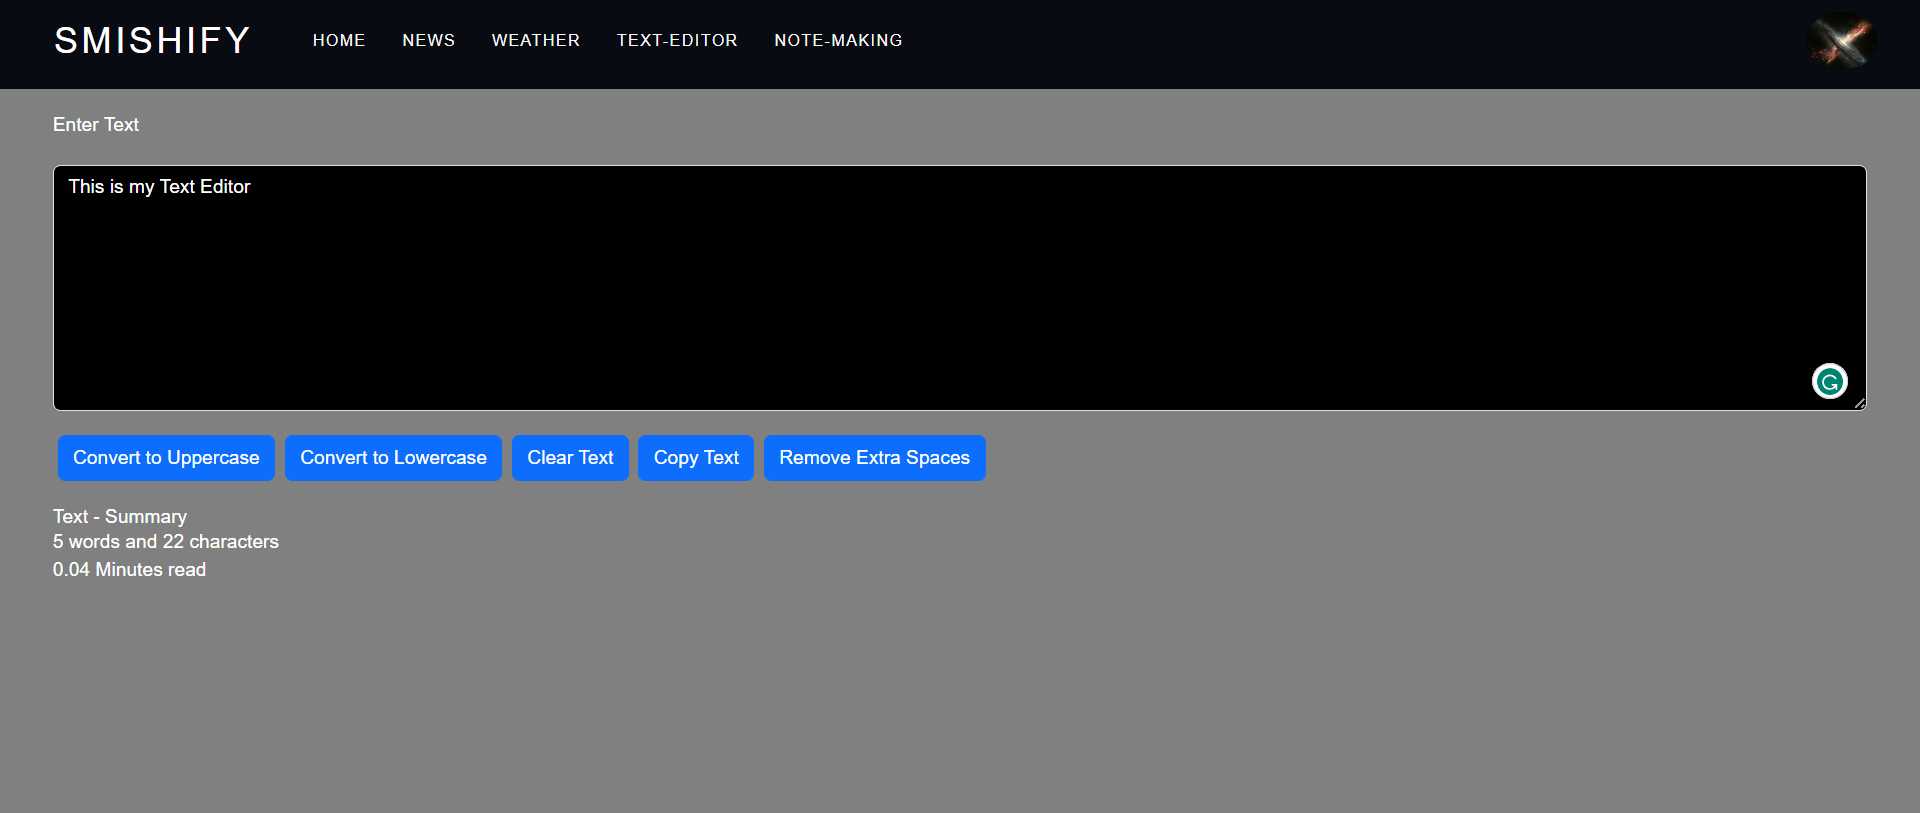 SMISHIFY HOME NEWS WEATHER TEXT-EDITOR NOTE-MAKING
Enter Text
This is my Text Editor
Convert to Uppercase Convert to Lowercase Clear Text Copy Text Remove Extra Spaces
Text - Summary
5 words and 22 characters
0.04 Minutes read